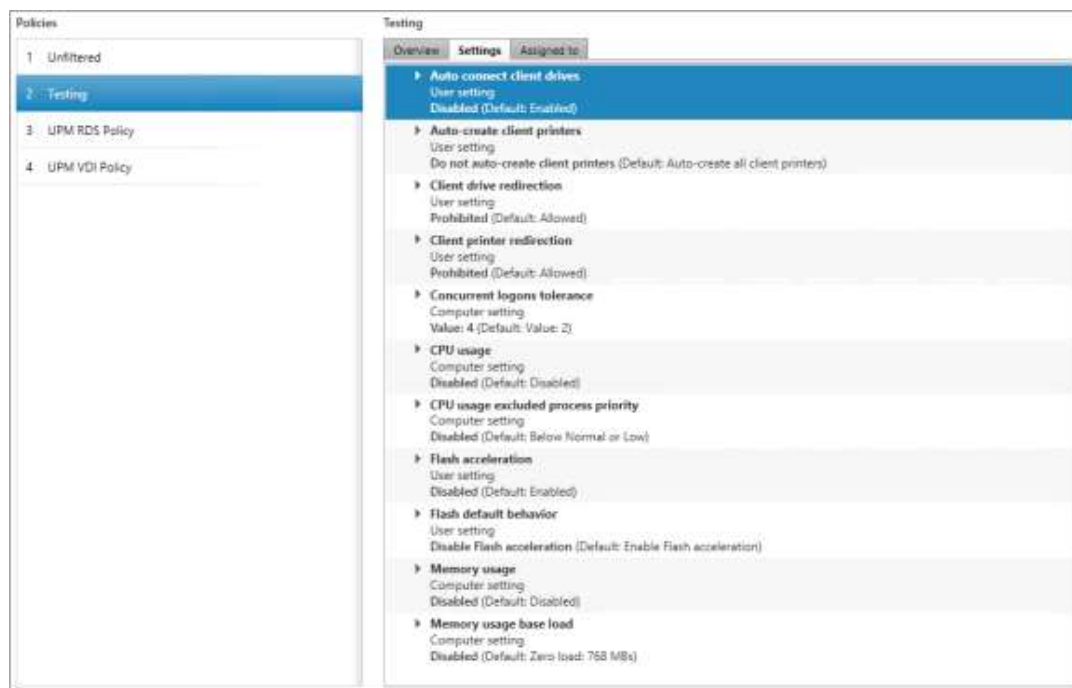 Policies
1 Unfiltered
2 Testing
3 UPM RDS Policy
4 UPM VDI Policy
Testing
Overview Settings Assigned to
Auto connect client drives
User setting
Disabled (Default: Enabled)
Auto-create client printers
User setting
Do not auto-create client printers (Default: Auto-create all client printers)
Client drive redirection
User setting
Prohibited (Default: Allowed)
Client printer redirection
User setting
Prohibited (Default: Allowed)
Concurrent logons tolerance
Computer setting
Value: 4 (Default: Value: 2)
CPU usage
Computer setting
Disabled (Default: Disabled)
CPU usage excluded process priority
Computer setting
Disabled (Default: Below Normal or Low)
Flash acceleration
User setting
Disabled (Default: Enabled)
Flash default behavior
User setting
Disable Flash acceleration (Default: Enable Flash acceleration)
Memory usage
Computer setting
Disabled (Default: Disabled)
Memory usage base load
Computer setting
Disabled (Default: Zero load: 768 MBs)